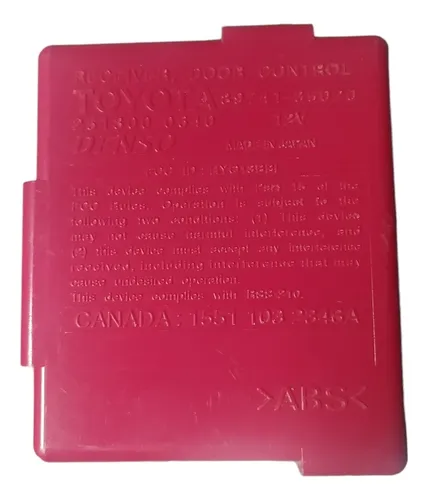 RECEIVER, DOOR CONTROL
TOYOTA
12V
DENSO MADE IN JAPAN
FCC ID:
This device complies with Part 15 of the
FCC Rules. Operation is subject to the
following two conditions: (1) This device
may not cause harmful interference, and
(2) this device must accept any interference
received, including interference that may
cause undesired operation.
This device complies with RSS-210.
CANADA: 1551 103 2346A
>ABS<